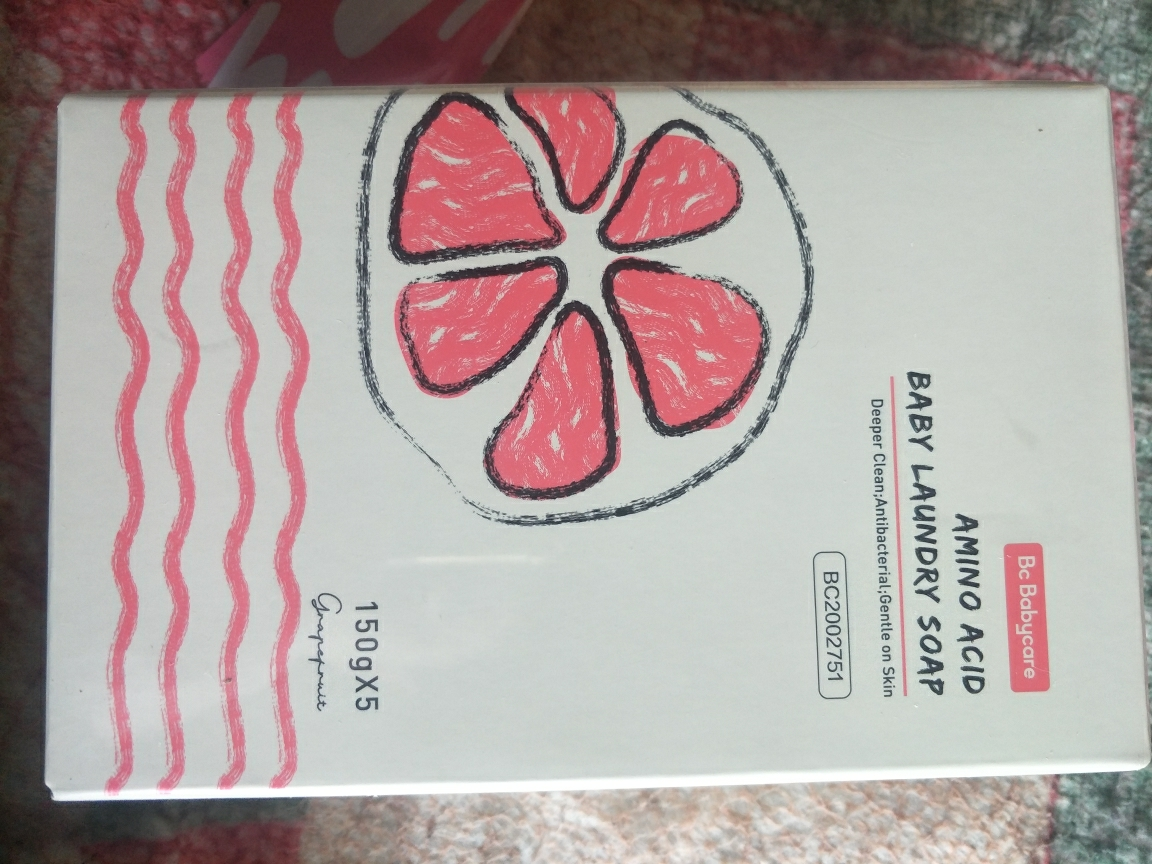 Bc Babycare
AMINO ACID
BABY LAUNDRY SOAP
Deeper Clean;Antibacterial;Gentle on Skin
BC2002751
150gX5
Grapefruit